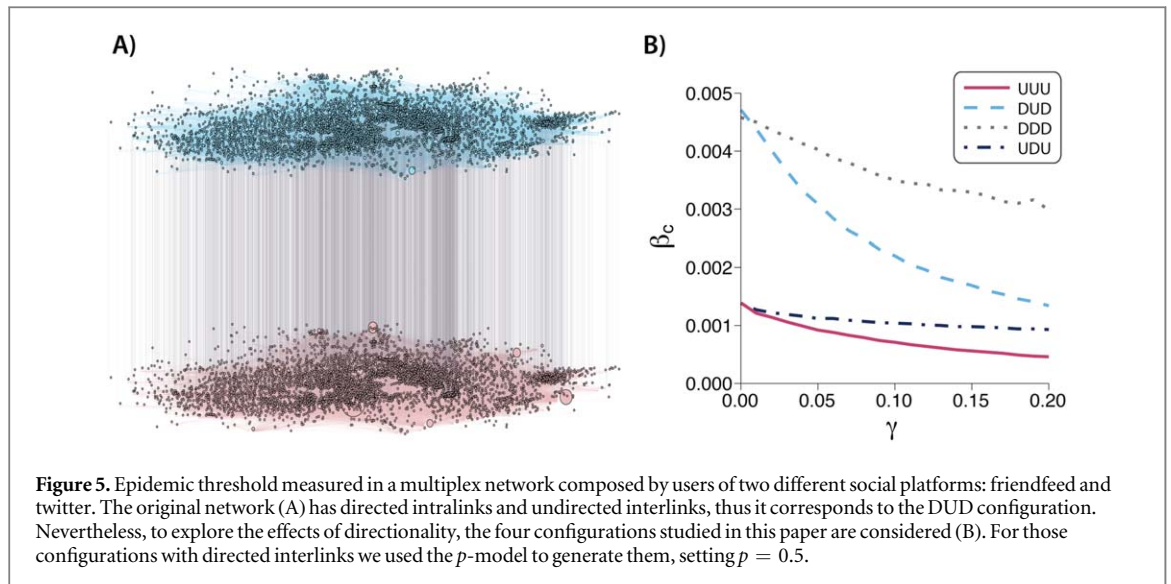 A)
B)
UUU
DUD
DDD
UDU
0.005
0.004
0.003
0.002
0.001
0.000
βc
0.00 0.05 0.10 0.15 0.20
γ
Figure 5. Epidemic threshold measured in a multiplex network composed by users of two different social platforms: friendfeed and
twitter. The original network (A) has directed intralinks and undirected interlinks, thus it corresponds to the DUD configuration.
Nevertheless, to explore the effects of directionality, the four configurations studied in this paper are considered (B). For those
configurations with directed interlinks we used the p-model to generate them, setting p = 0.5.